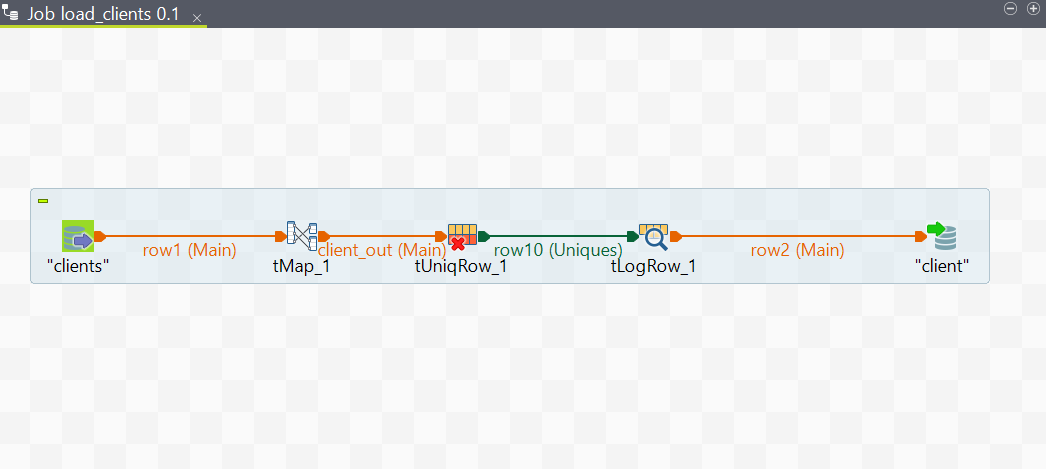 Job load_clients 0.1
row1 (Main)
client_out (Main)
row10 (Uniques)
row2 (Main)
"clients"
tMap_1
tUniqRow_1
tLogRow_1
"client"